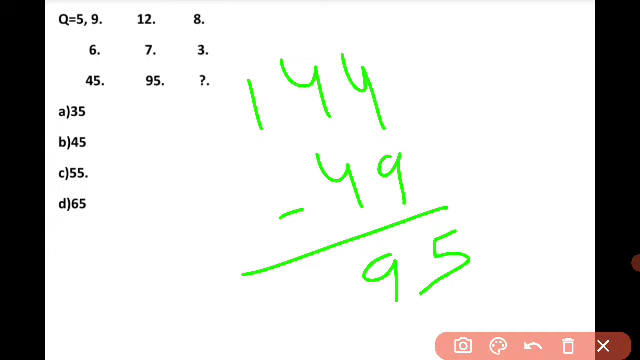 Q=5, 9. 12. 8.
6. 7. 3.
45. 95. ?.
a)35
b)45
c)55.
d)65
144
- 49
95